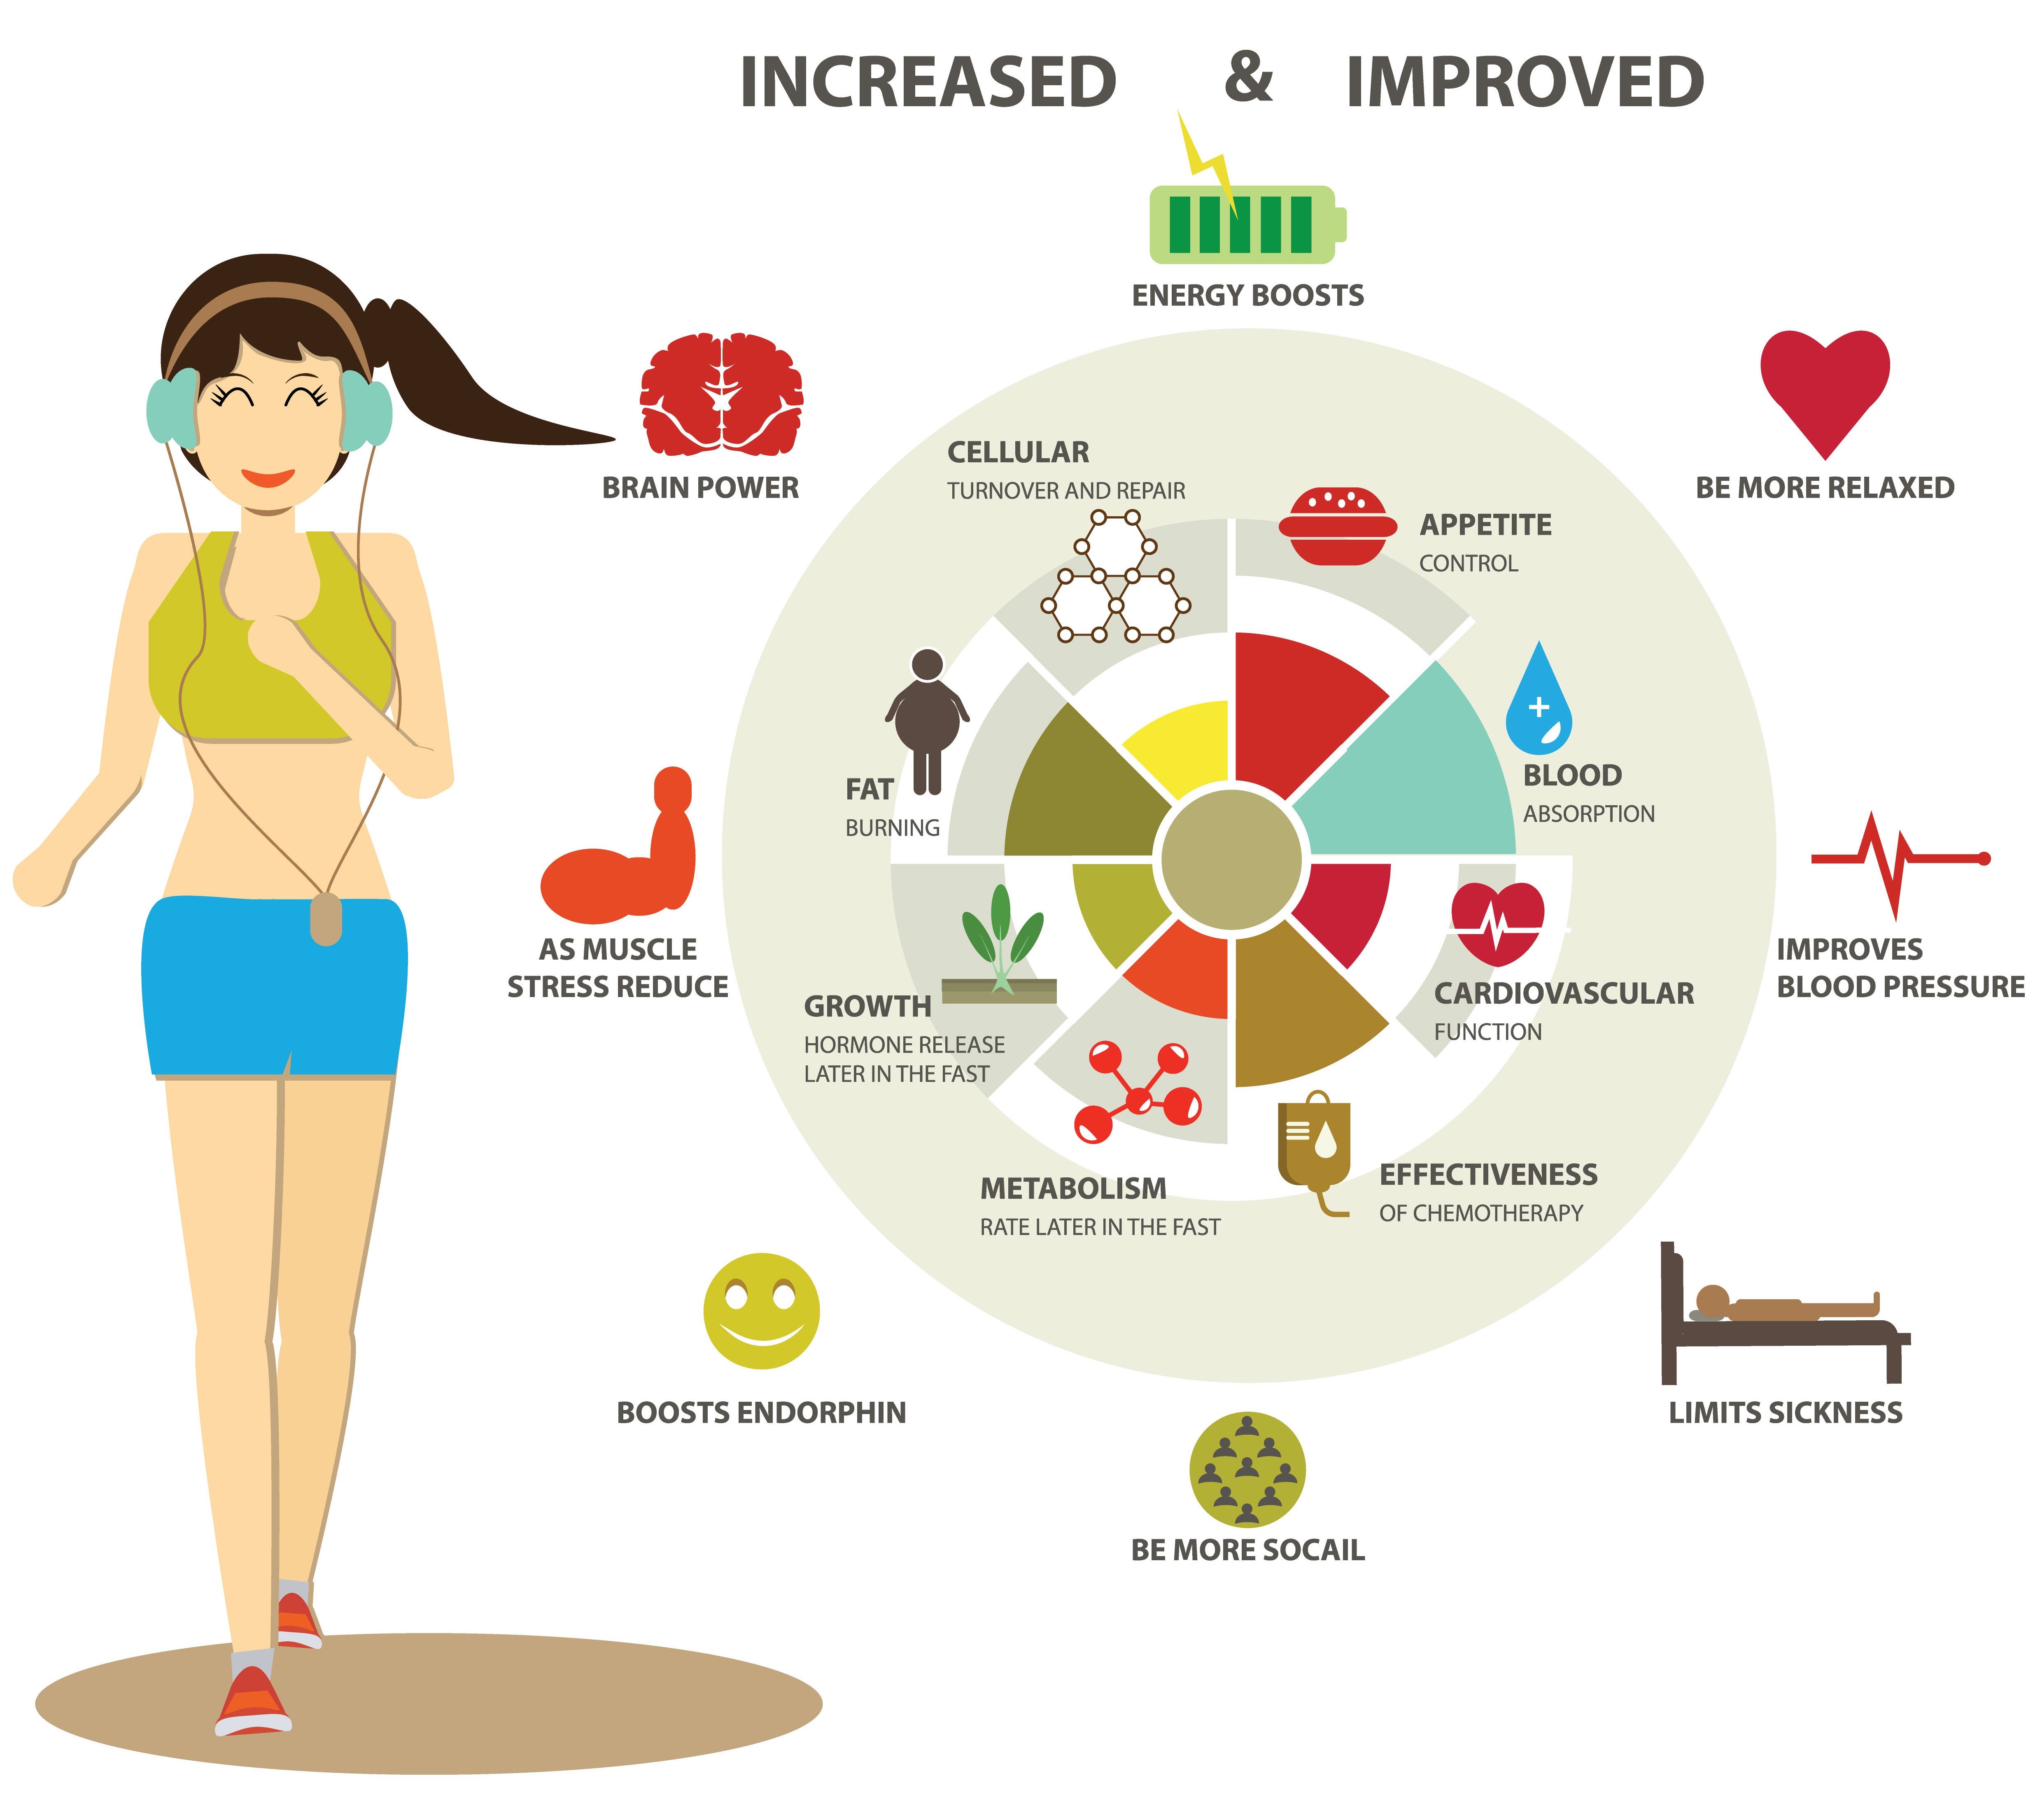 INCREASED & IMPROVED
ENERGY BOOSTS
BRAIN POWER
BE MORE RELAXED
CELLULAR
TURNOVER AND REPAIR
APPETITE
CONTROL
FAT
BURNING
BLOOD
ABSORPTION
AS MUSCLE
STRESS REDUCE
IMPROVES
BLOOD PRESSURE
GROWTH
HORMONE RELEASE
LATER IN THE FAST
CARDIOVASCULAR
FUNCTION
METABOLISM
RATE LATER IN THE FAST
EFFECTIVENESS
OF CHEMOTHERAPY
BOOSTS ENDORPHIN
LIMITS SICKNESS
BE MORE SOCAIL